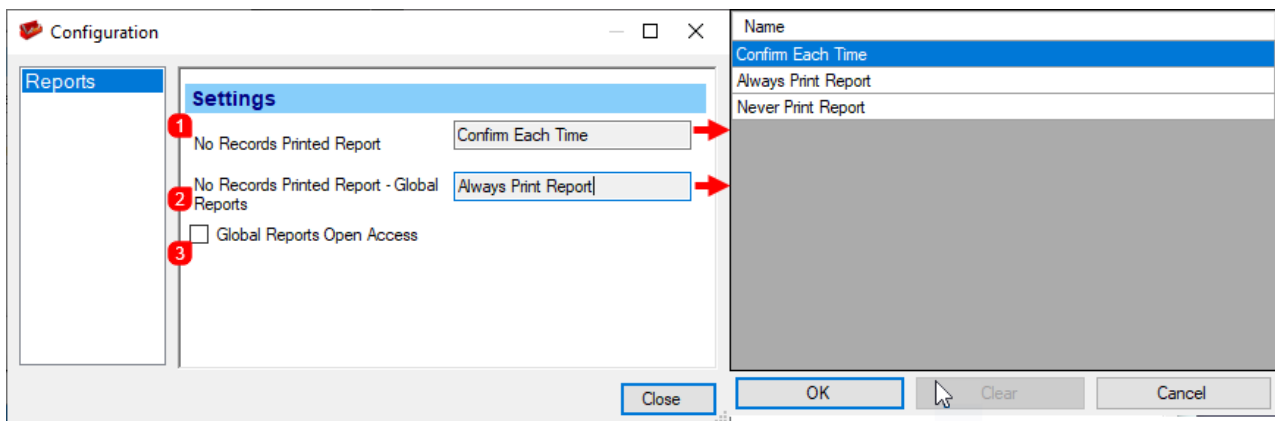 Configuration
Reports
Settings
1
No Records Printed Report
Confirm Each Time
No Records Printed Report - Global
Reports
2
Always Print Report
Global Reports Open Access
3
Close
Name
Confirm Each Time
Always Print Report
Never Print Report
OK
Clear
Cancel